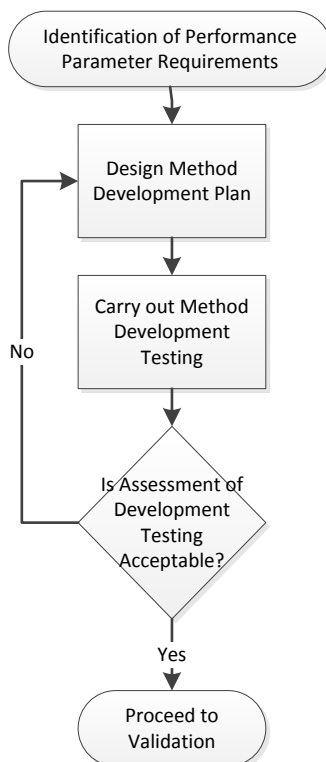 Identification of Performance
Parameter Requirements
Design Method
Development Plan
Carry out Method
Development
Testing
No
Is Assessment of
Development
Testing
Acceptable?
Yes
Proceed to
Validation